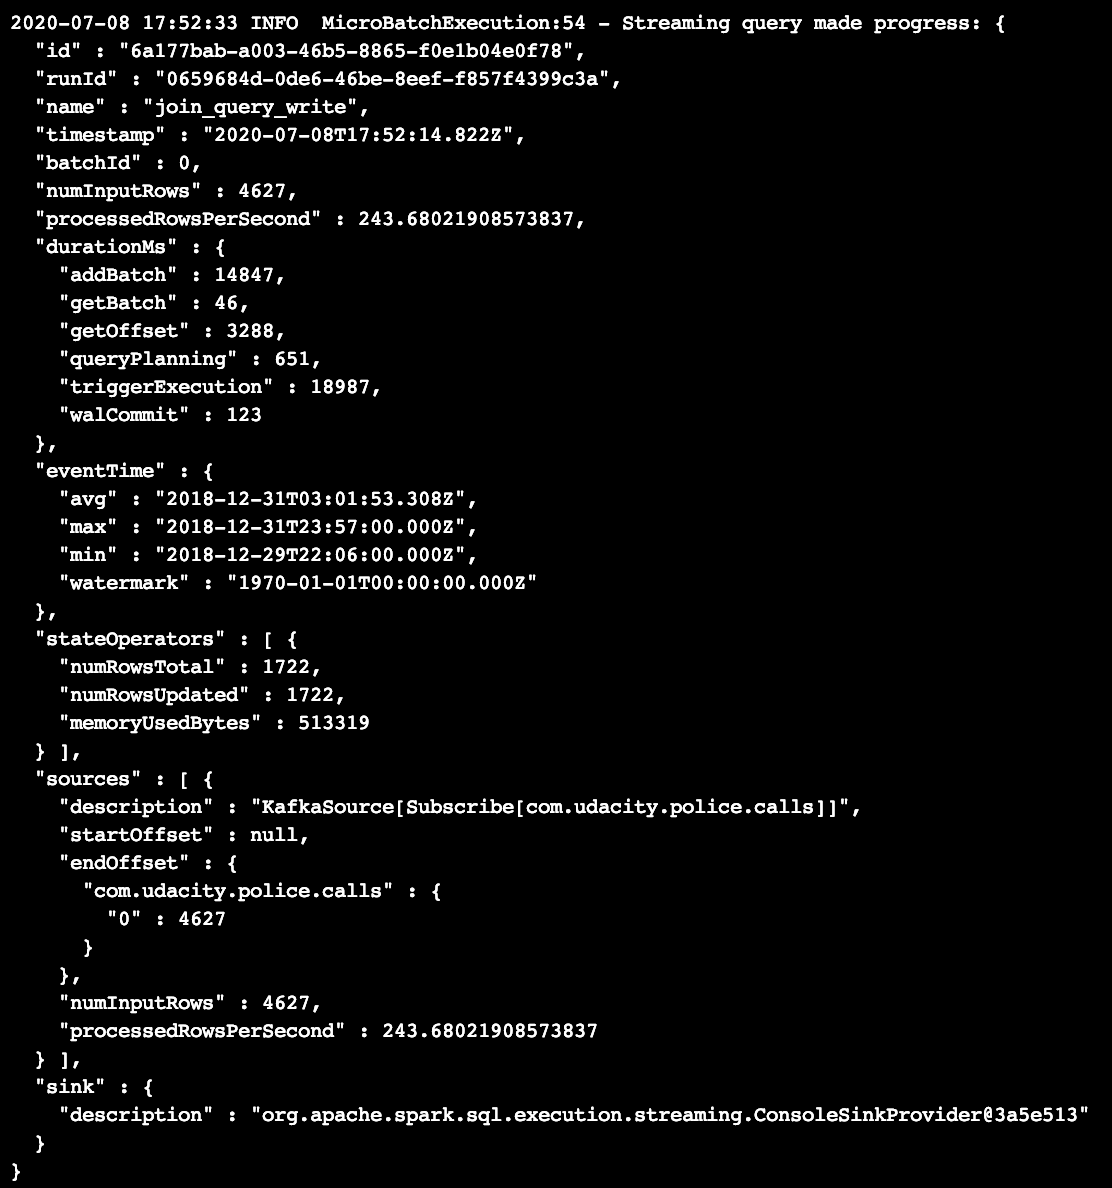 2020-07-08 17:52:33 INFO  MicroBatchExecution:54 - Streaming query made progress: {
  "id" : "6a177bab-a003-46b5-8865-f0e1b04e0f78",
  "runId" : "0659684d-0de6-46be-8eef-f857f4399c3a",
  "name" : "join_query_write",
  "timestamp" : "2020-07-08T17:52:14.822Z",
  "batchId" : 0,
  "numInputRows" : 4627,
  "processedRowsPerSecond" : 243.68021908573837,
  "durationMs" : {
    "addBatch" : 14847,
    "getBatch" : 46,
    "getOffset" : 3288,
    "queryPlanning" : 651,
    "triggerExecution" : 18987,
    "walCommit" : 123
  },
  "eventTime" : {
    "avg" : "2018-12-31T03:01:53.308Z",
    "max" : "2018-12-31T23:57:00.000Z",
    "min" : "2018-12-29T22:06:00.000Z",
    "watermark" : "1970-01-01T00:00:00.000Z"
  },
  "stateOperators" : [ {
    "numRowsTotal" : 1722,
    "numRowsUpdated" : 1722,
    "memoryUsedBytes" : 513319
  } ],
  "sources" : [ {
    "description" : "KafkaSource[Subscribe[com.udacity.police.calls]]",
    "startOffset" : null,
    "endOffset" : {
      "com.udacity.police.calls" : {
        "0" : 4627
      }
    },
    "numInputRows" : 4627,
    "processedRowsPerSecond" : 243.68021908573837
  } ],
  "sink" : {
    "description" : "org.apache.spark.sql.execution.streaming.ConsoleSinkProvider@3a5e513"
  }
}